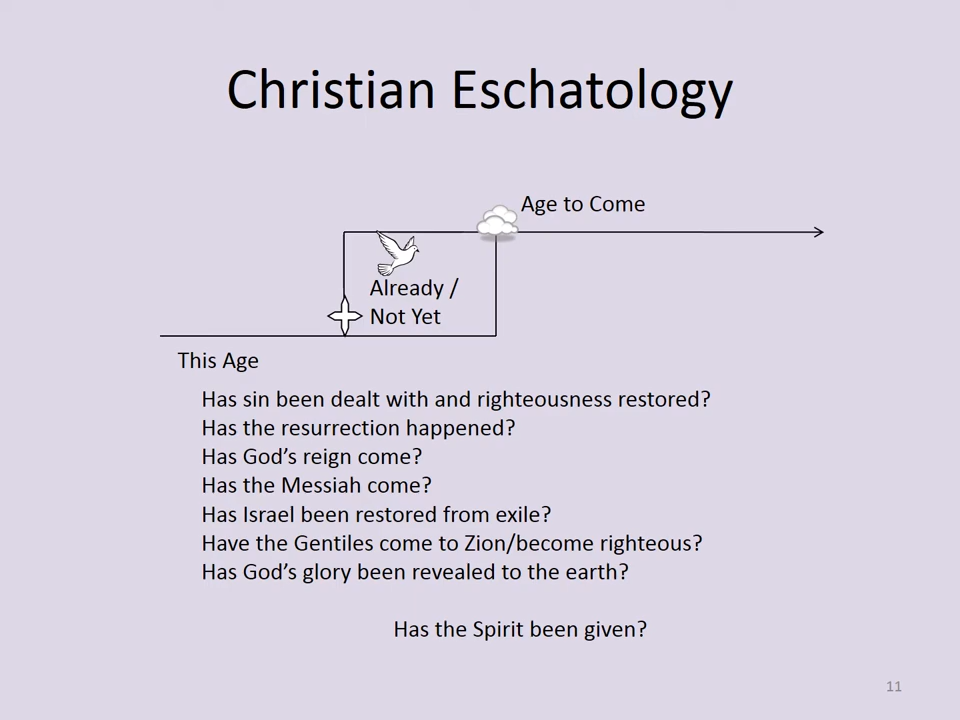 Christian Eschatology
Age to Come
Already /
Not Yet
This Age
Has sin been dealt with and righteousness restored?
Has the resurrection happened?
Has God’s reign come?
Has the Messiah come?
Has Israel been restored from exile?
Have the Gentiles come to Zion/become righteous?
Has God’s glory been revealed to the earth?
Has the Spirit been given?
11